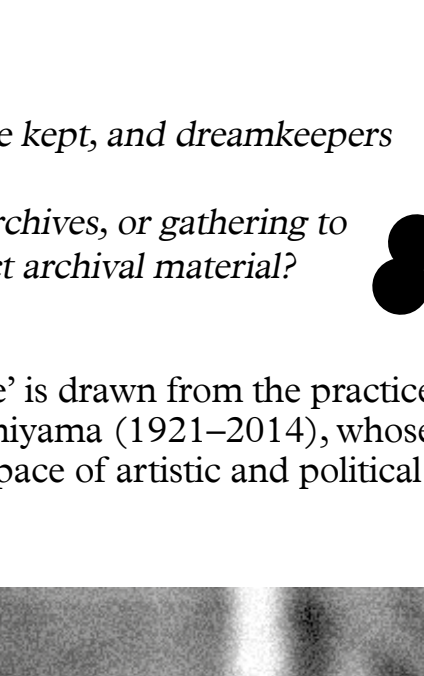 e kept, and dreamkeepers
rchives, or gathering to
ct archival material?
e’ is drawn from the practice
niyama (1921–2014), whose
pace of artistic and political